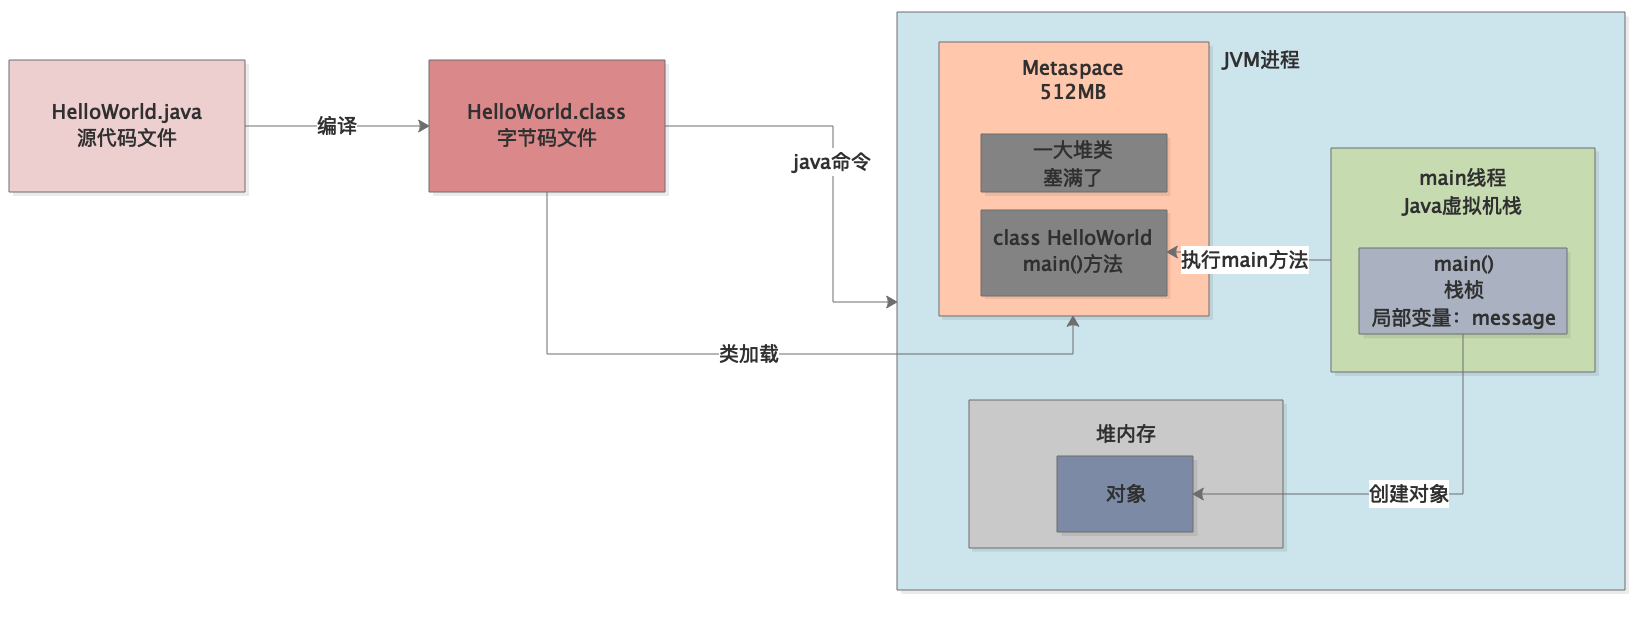 HelloWorld.java
源代码文件
编译
HelloWorld.class
字节码文件
java命令
类加载
JVM进程
Metaspace
512MB
一大堆类
塞满了
class HelloWorld
main()方法
执行main方法
main线程
Java虚拟机栈
main()
栈桢
局部变量：message
堆内存
对象
创建对象